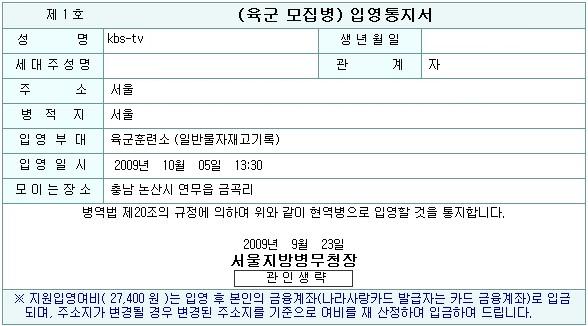 제 1 호 (육군 모집병) 입영통지서
성 명 kbs-tv 생 년 월 일
세 대 주 성 명 관 계 자
주 소 서울
병 적 지 서울
입 영 부 대 육군훈련소 (일반물자재고기록)
입 영 일 시 2009년 10월 05일 13:30
모 이 는 장 소 충남 논산시 연무읍 금곡리
병역법 제20조의 규정에 의하여 위와 같이 현역병으로 입영할 것을 통지합니다.
2009년 9월 23일
서울지방병무청장
관 인 생 략
※ 지원입영여비( 27,400 원 )는 입영 후 본인의 금융계좌(나라사랑카드 발급자는 카드 금융계좌)로 입금
되며, 주소지가 변경될 경우 변경된 주소지를 기준으로 여비를 재 산정하여 입금하여 드립니다.